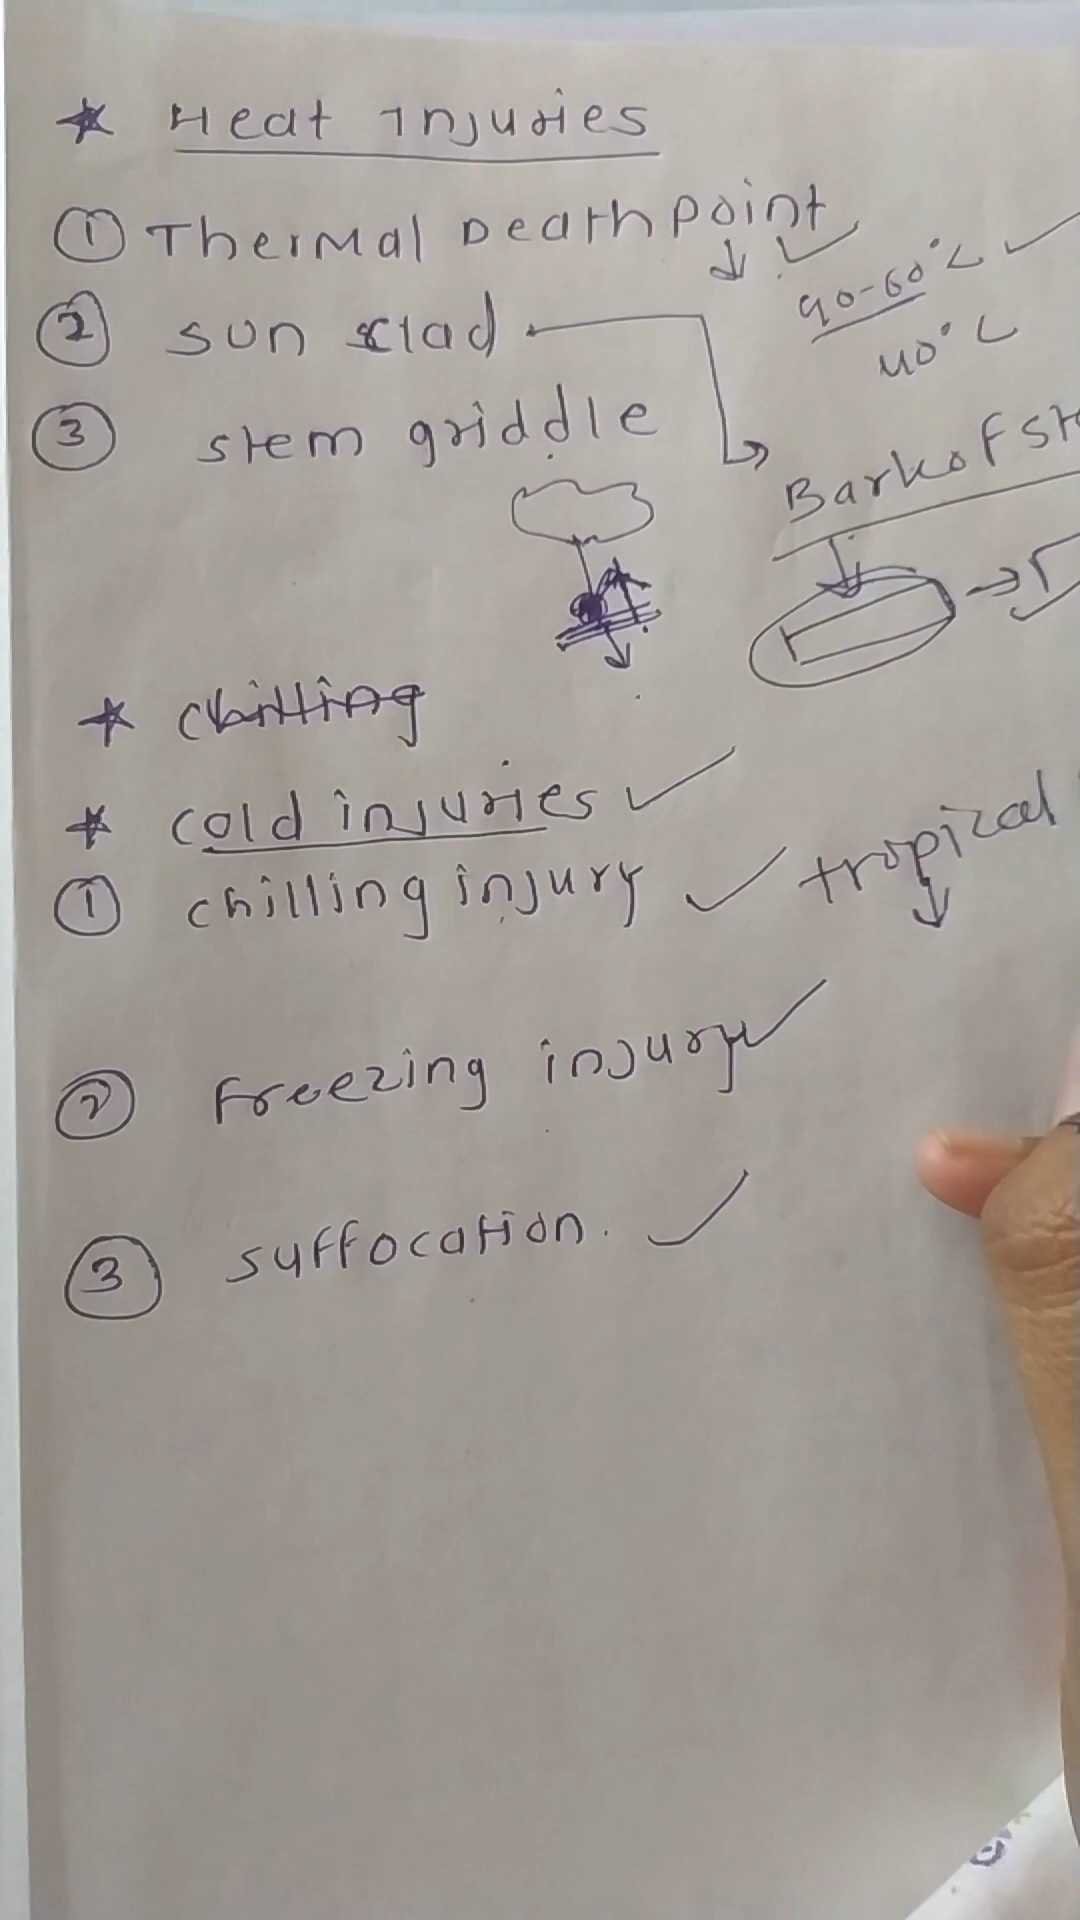 * Heat Injuries
① Thermal Death Point
90-60°C
40°C
② sun sclad
③ stem griddle
Bark of Ste
* chilling
* cold injuries
① chilling injury
tropical
② Freezing injury
③ suffocation.